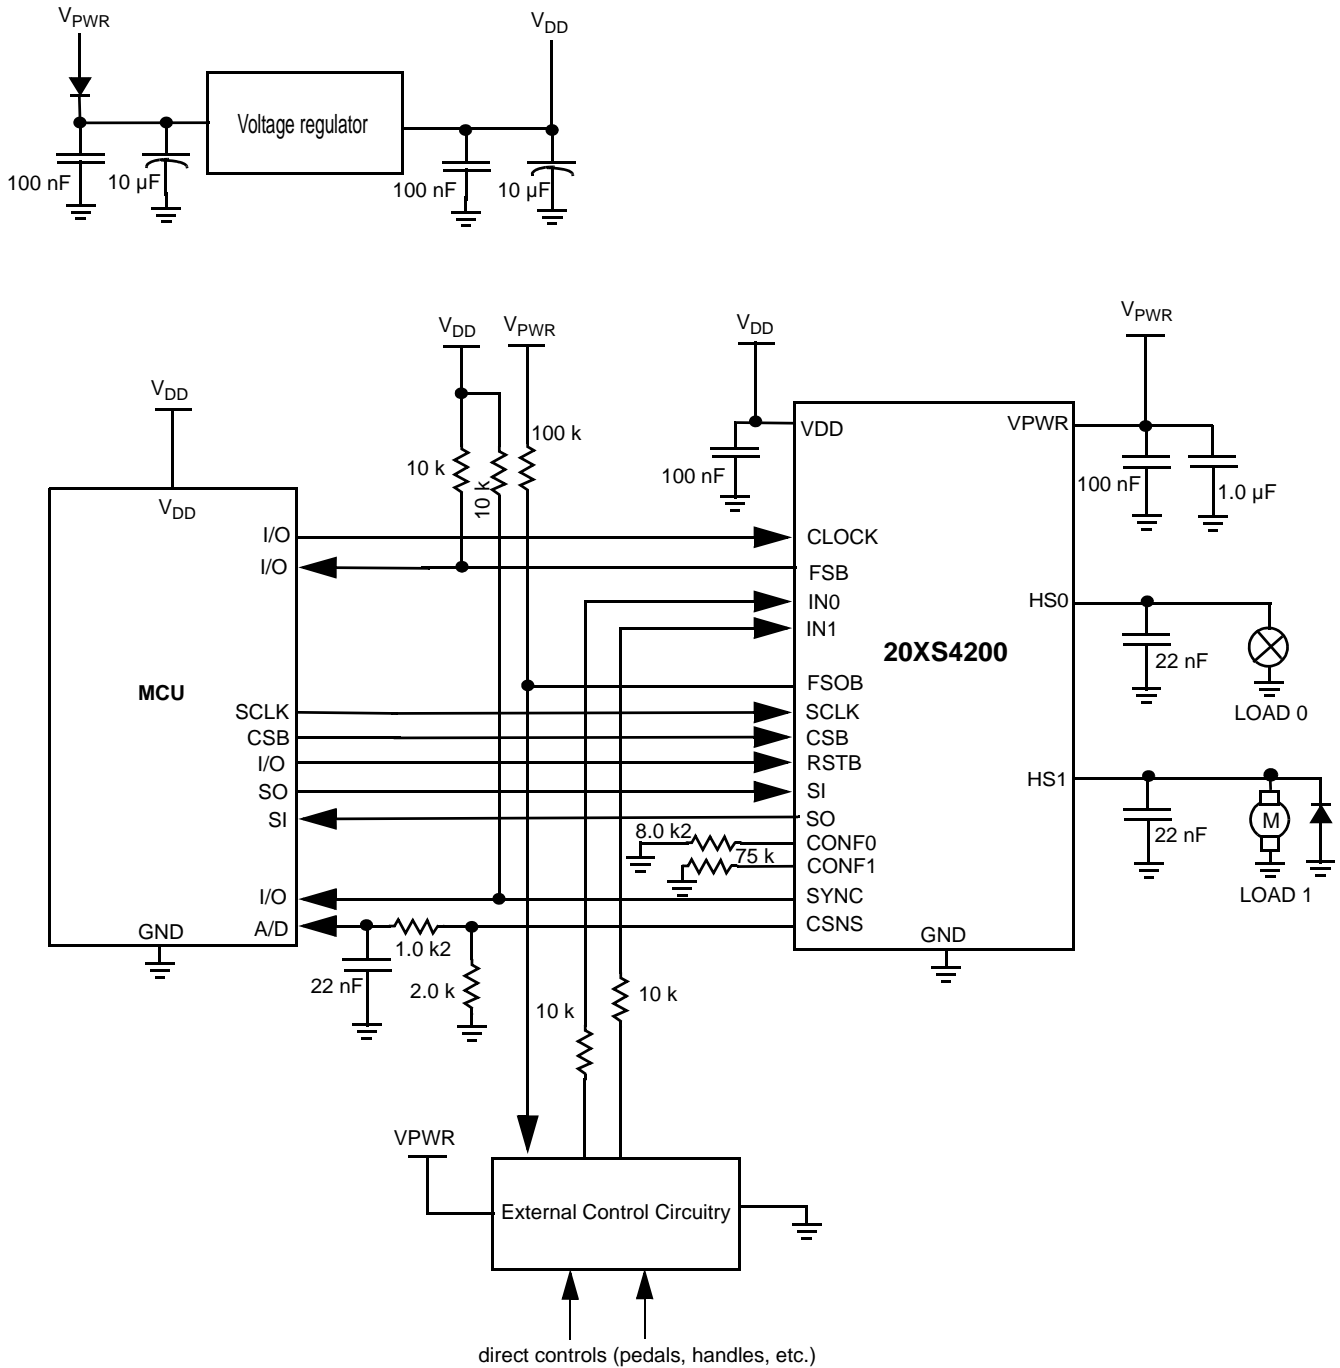 VPWR
VDD
Voltage regulator
100 nF
10 µF
100 nF
10 µF
VDD
VPWR
VDD
VPWR
VDD
100 k
10 k
10 k
VDD
VPWR
100 nF
100 nF
1.0 µF
VDD
I/O
CLOCK
I/O
FSB
IN0
HS0
IN1
20XS4200
22 nF
MCU
FSOB
SCLK
SCLK
LOAD 0
CSB
CSB
I/O
RSTB
HS1
SO
SI
SI
SO
22 nF
M
8.0 k2
CONF0
75 k
CONF1
I/O
SYNC
LOAD 1
GND
A/D
CSNS
GND
1.0 k2
22 nF
2.0 k
10 k
10 k
VPWR
External Control Circuitry
direct controls (pedals, handles, etc.)